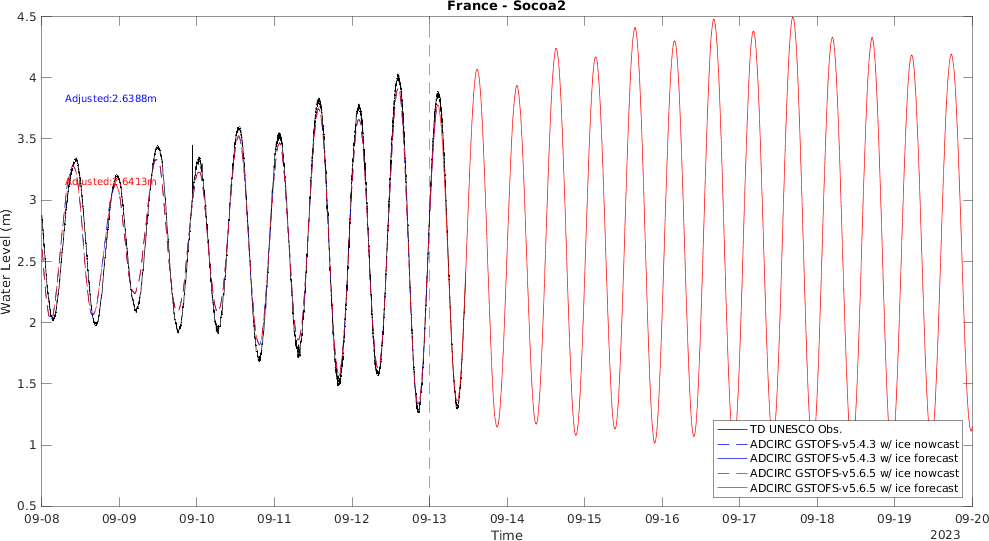 France - Socoa2
4.5
4
3.5
3
2.5
2
1.5
1
0.5
Water Level (m)
Adjusted:2.6388m
Adjusted:2.6413m
TD UNESCO Obs.
ADCIRC GSTOFS-v5.4.3 w/ ice nowcast
ADCIRC GSTOFS-v5.4.3 w/ ice forecast
ADCIRC GSTOFS-v5.6.5 w/ ice nowcast
ADCIRC GSTOFS-v5.6.5 w/ ice forecast
09-08 09-09 09-10 09-11 09-12 09-13 09-14 09-15 09-16 09-17 09-18 09-19 09-20
Time
2023